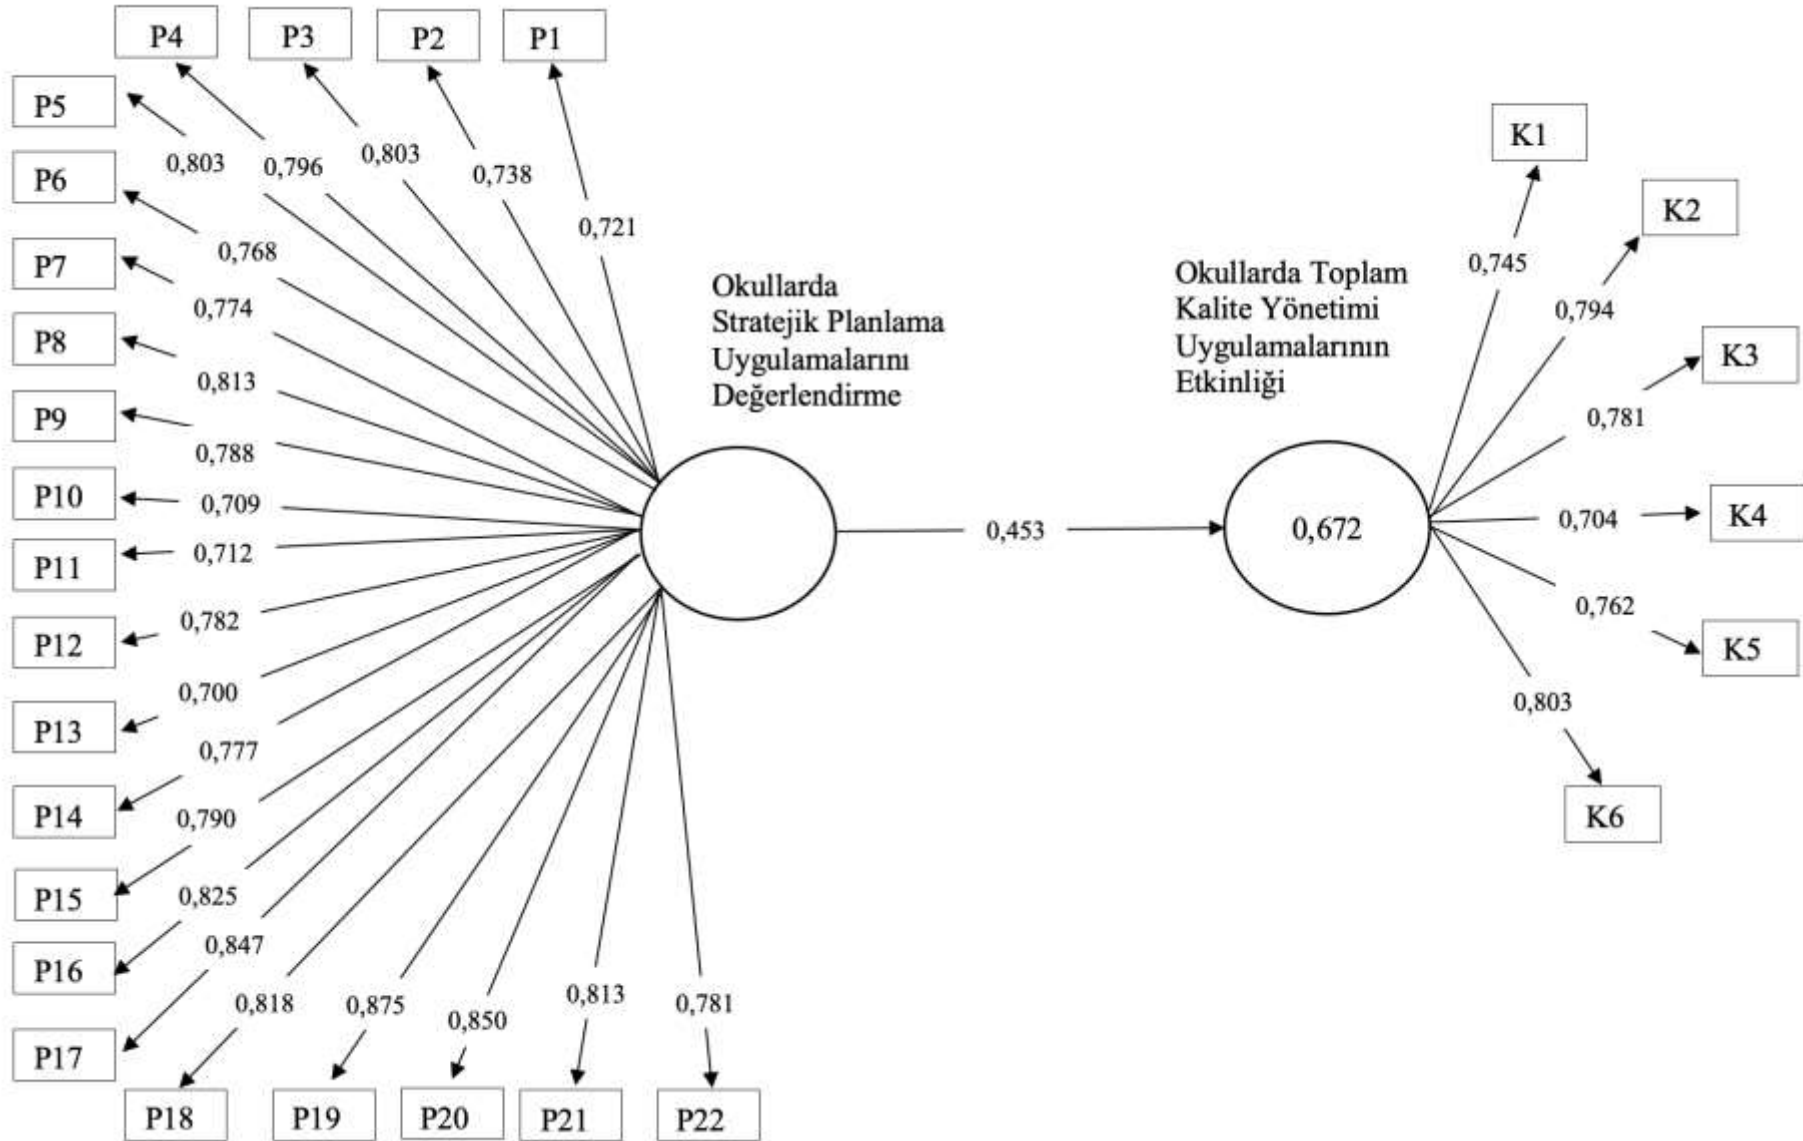 P4
P3
P2
P1
P5
P6
P7
P8
P9
P10
P11
P12
P13
P14
P15
P16
P17
P18
P19
P20
P21
P22
0,803
0,796
0,803
0,738
0,721
0,768
0,774
0,813
0,788
0,709
0,712
0,782
0,700
0,777
0,790
0,825
0,847
0,818
0,875
0,850
0,813
0,781
Okullarda
Stratejik Planlama
Uygulamalarını
Değerlendirme
0,453
Okullarda Toplam
Kalite Yönetimi
Uygulamalarının
Etkinliği
0,672
0,745
0,794
0,781
0,704
0,762
0,803
K1
K2
K3
K4
K5
K6